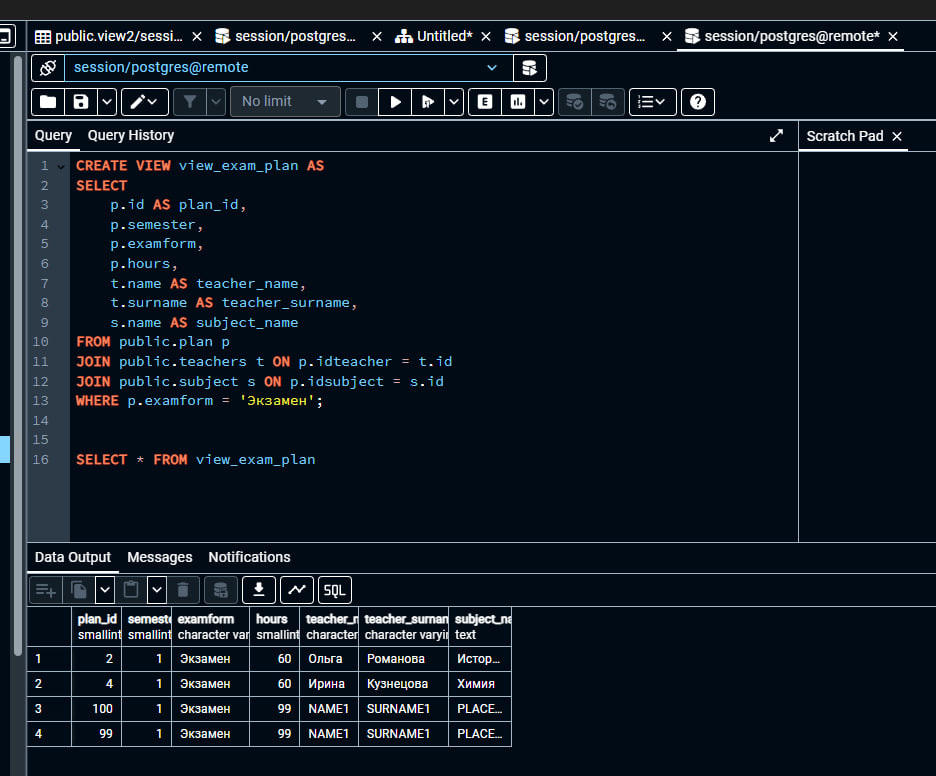 public.view2/sessi... × session/postgres... × Untitled* × session/postgres... × session/postgres@remote* ×
session/postgres@remote
No limit
E
Query Query History
Scratch Pad ×
1 CREATE VIEW view_exam_plan AS
2 SELECT
3 p.id AS plan_id,
4 p.semester,
5 p.examform,
6 p.hours,
7 t.name AS teacher_name,
8 t.surname AS teacher_surname,
9 s.name AS subject_name
10 FROM public.plan p
11 JOIN public.teachers t ON p.idteacher = t.id
12 JOIN public.subject s ON p.idsubject = s.id
13 WHERE p.examform = 'Экзамен';
14
15
16 SELECT * FROM view_exam_plan
Data Output Messages Notifications
SQL
plan_id semeste examform hours teacher_n teacher_surnam subject_na
smallint smallint character var smallint character character varyin text
1 2 1 Экзамен 60 Ольга Романова Истор...
2 4 1 Экзамен 60 Ирина Кузнецова Химия
3 100 1 Экзамен 99 NAME1 SURNAME1 PLACE...
4 99 1 Экзамен 99 NAME1 SURNAME1 PLACE...